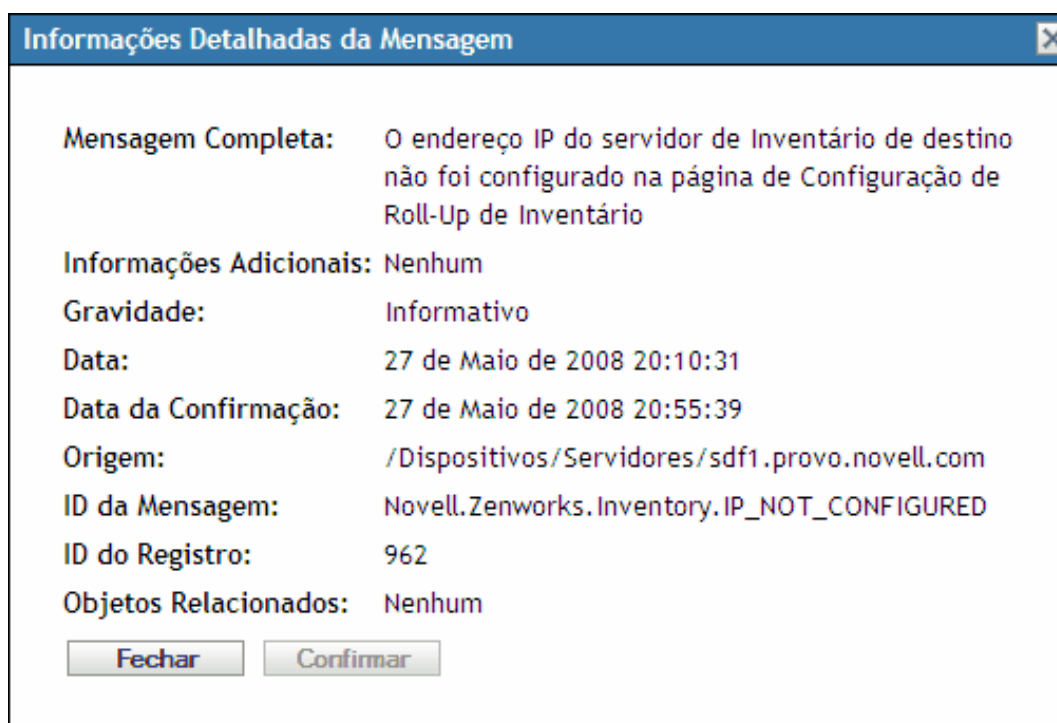 Informações Detalhadas da Mensagem
Mensagem Completa: O endereço IP do servidor de Inventário de destino
não foi configurado na página de Configuração de
Roll-Up de Inventário
Informações Adicionais: Nenhum
Gravidade: Informativo
Data: 27 de Maio de 2008 20:10:31
Data da Confirmação: 27 de Maio de 2008 20:55:39
Origem: /Dispositivos/Servidores/sdf1.provo.novell.com
ID da Mensagem: Novell.Zenworks.Inventory.IP_NOT_CONFIGURED
ID do Registro: 962
Objetos Relacionados: Nenhum
Fechar Confirmar